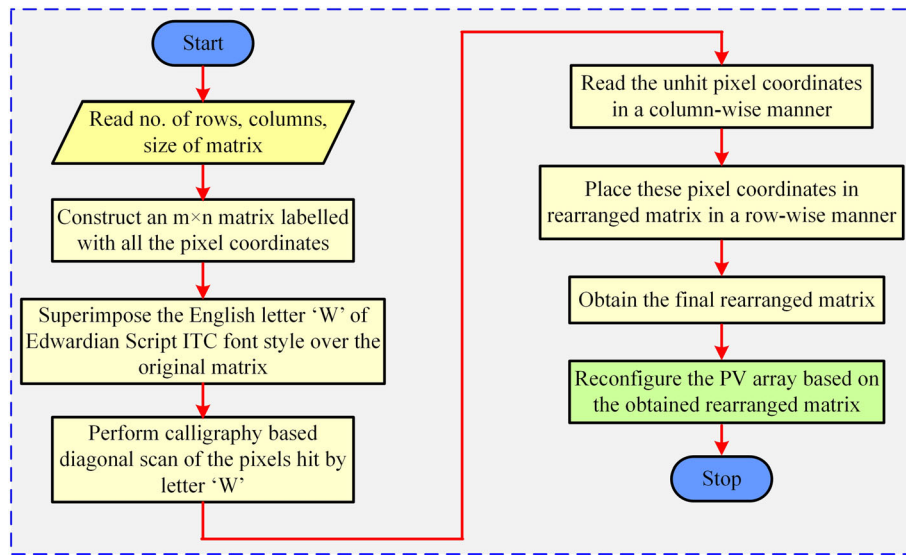 Start
Read no. of rows, columns,
size of matrix
Construct an m×n matrix labelled
with all the pixel coordinates
Superimpose the English letter ‘W’ of
Edwardian Script ITC font style over the
original matrix
Perform calligraphy based
diagonal scan of the pixels hit by
letter ‘W’
Read the unhit pixel coordinates
in a column-wise manner
Place these pixel coordinates in
rearranged matrix in a row-wise manner
Obtain the final rearranged matrix
Reconfigure the PV array based on
the obtained rearranged matrix
Stop